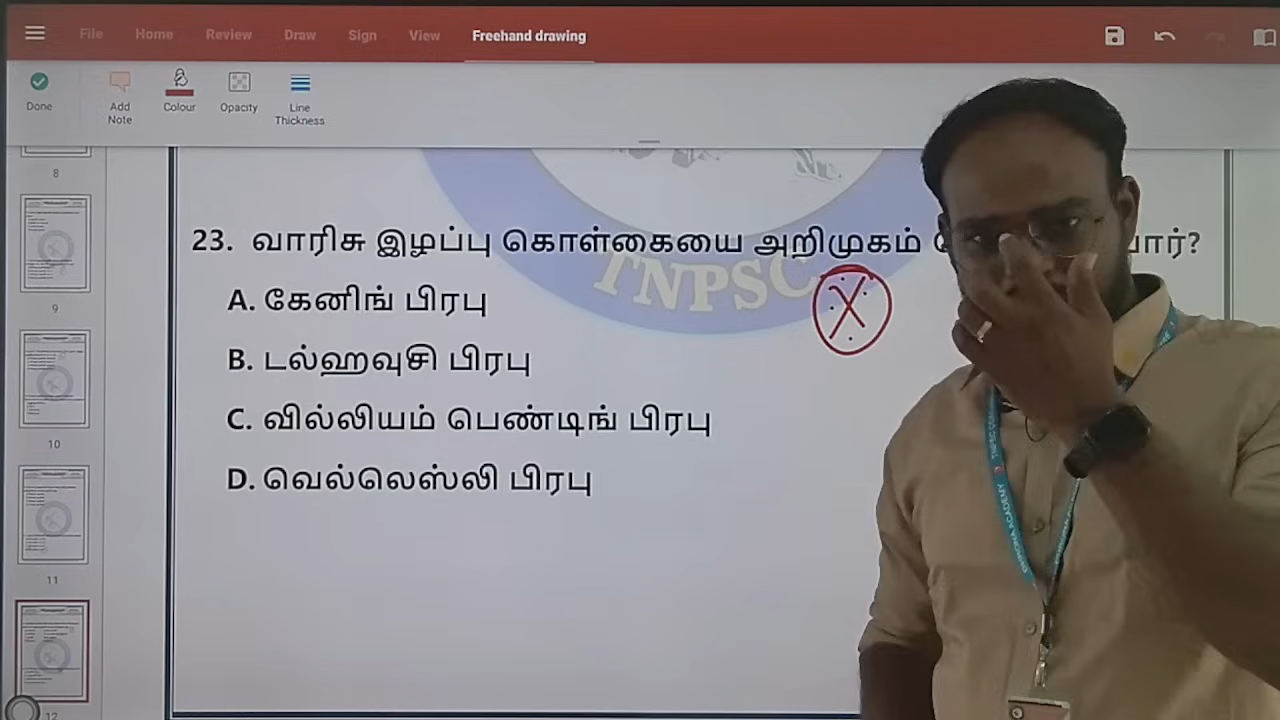 File Home Review Draw Sign View Freehand drawing
Done Add Note Colour Opacity Line Thickness
8
23. வாரிசு இழப்பு கொள்கையை அறிமுகம் யார்?
TNPSC
X
A. கேனிங் பிரபு
9
B. டல்ஹவுசி பிரபு
C. வில்லியம் பெண்டிங் பிரபு
10
D. வெல்லெஸ்லி பிரபு
11
12